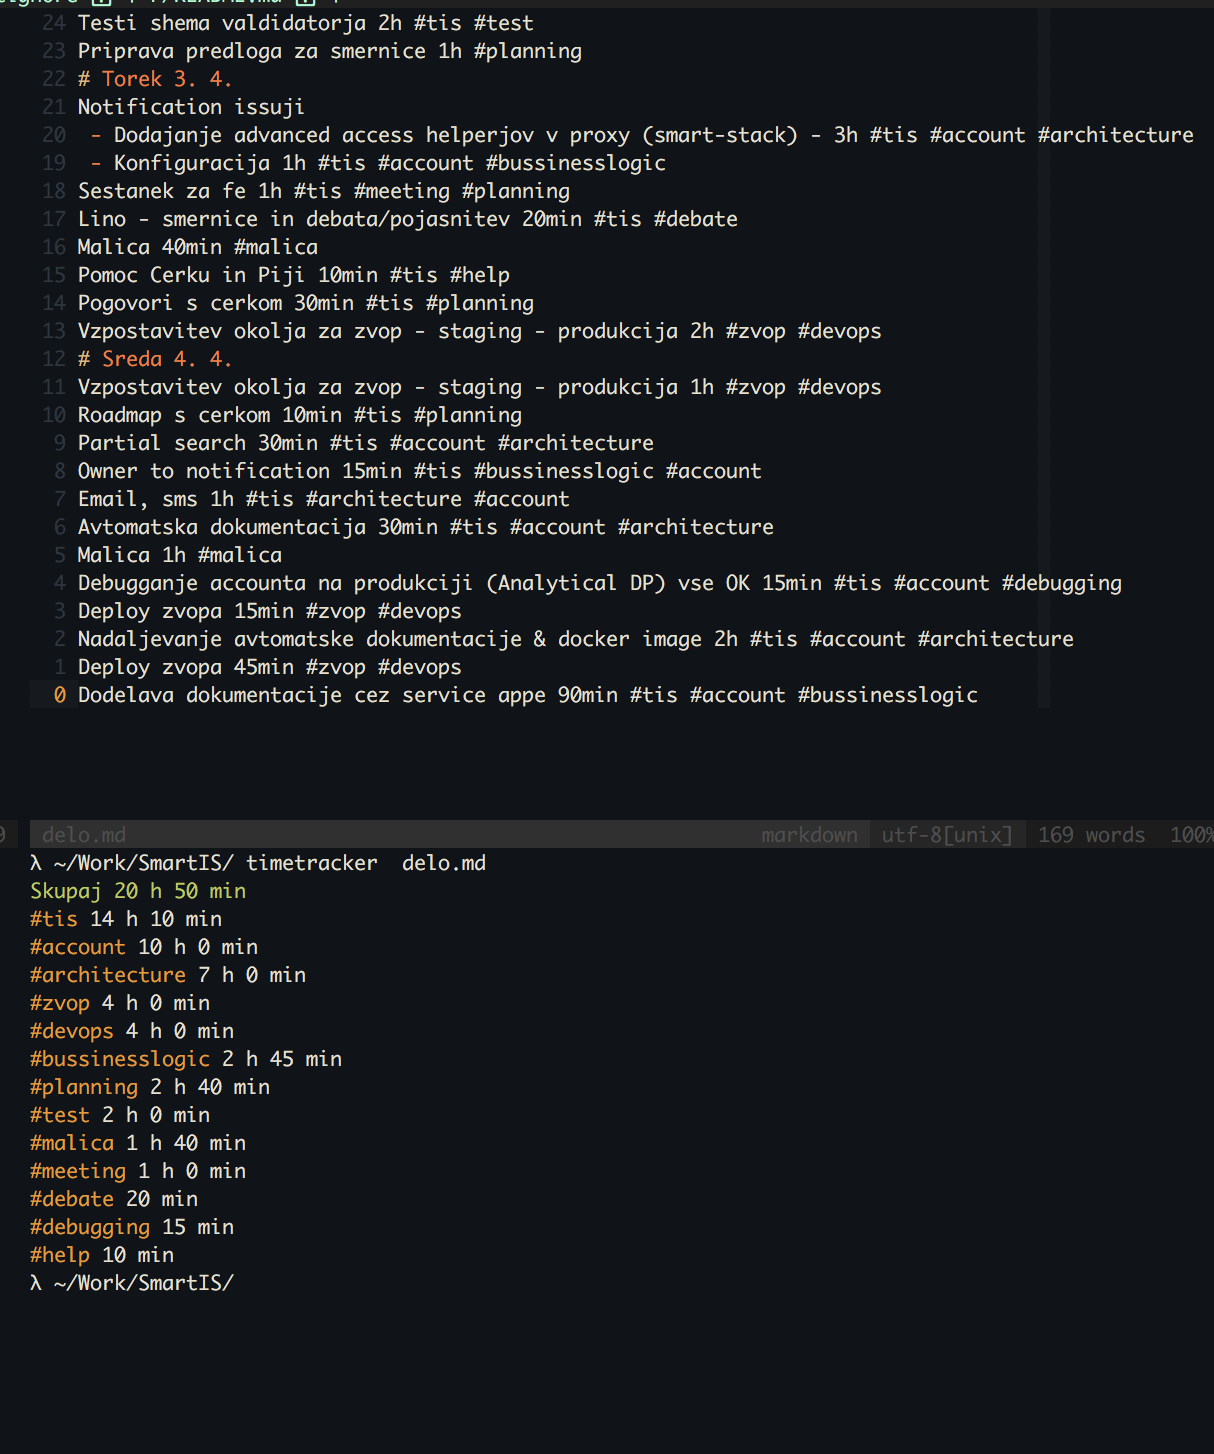 24 Testi shema valdidatorja 2h #tis #test
23 Priprava predloga za smernice 1h #planning
22 # Torek 3. 4.
21 Notification issuji
20 - Dodajanje advanced access helperjov v proxy (smart-stack) - 3h #tis #account #architecture
19 - Konfiguracija 1h #tis #account #bussinesslogic
18 Sestanek za fe 1h #tis #meeting #planning
17 Lino - smernice in debata/pojasnitev 20min #tis #debate
16 Malica 40min #malica
15 Pomoc Cerku in Piji 10min #tis #help
14 Pogovori s cerkom 30min #tis #planning
13 Vzpostavitev okolja za zvop - staging - produkcija 2h #zvop #devops
12 # Sreda 4. 4.
11 Vzpostavitev okolja za zvop - staging - produkcija 1h #zvop #devops
10 Roadmap s cerkom 10min #tis #planning
9 Partial search 30min #tis #account #architecture
8 Owner to notification 15min #tis #bussinesslogic #account
7 Email, sms 1h #tis #architecture #account
6 Avtomatska dokumentacija 30min #tis #account #architecture
5 Malica 1h #malica
4 Debugganje accounta na produkciji (Analytical DP) vse OK 15min #tis #account #debugging
3 Deploy zvopa 15min #zvop #devops
2 Nadaljevanje avtomatske dokumentacije & docker image 2h #tis #account #architecture
1 Deploy zvopa 45min #zvop #devops
0 Dodelava dokumentacije cez service appe 90min #tis #account #bussinesslogic
delo.md markdown utf-8[unix] 169 words 100%
λ ~/Work/SmartIS/ timetracker delo.md
Skupaj 20 h 50 min
#tis 14 h 10 min
#account 10 h 0 min
#architecture 7 h 0 min
#zvop 4 h 0 min
#devops 4 h 0 min
#bussinesslogic 2 h 45 min
#planning 2 h 40 min
#test 2 h 0 min
#malica 1 h 40 min
#meeting 1 h 0 min
#debate 20 min
#debugging 15 min
#help 10 min
λ ~/Work/SmartIS/